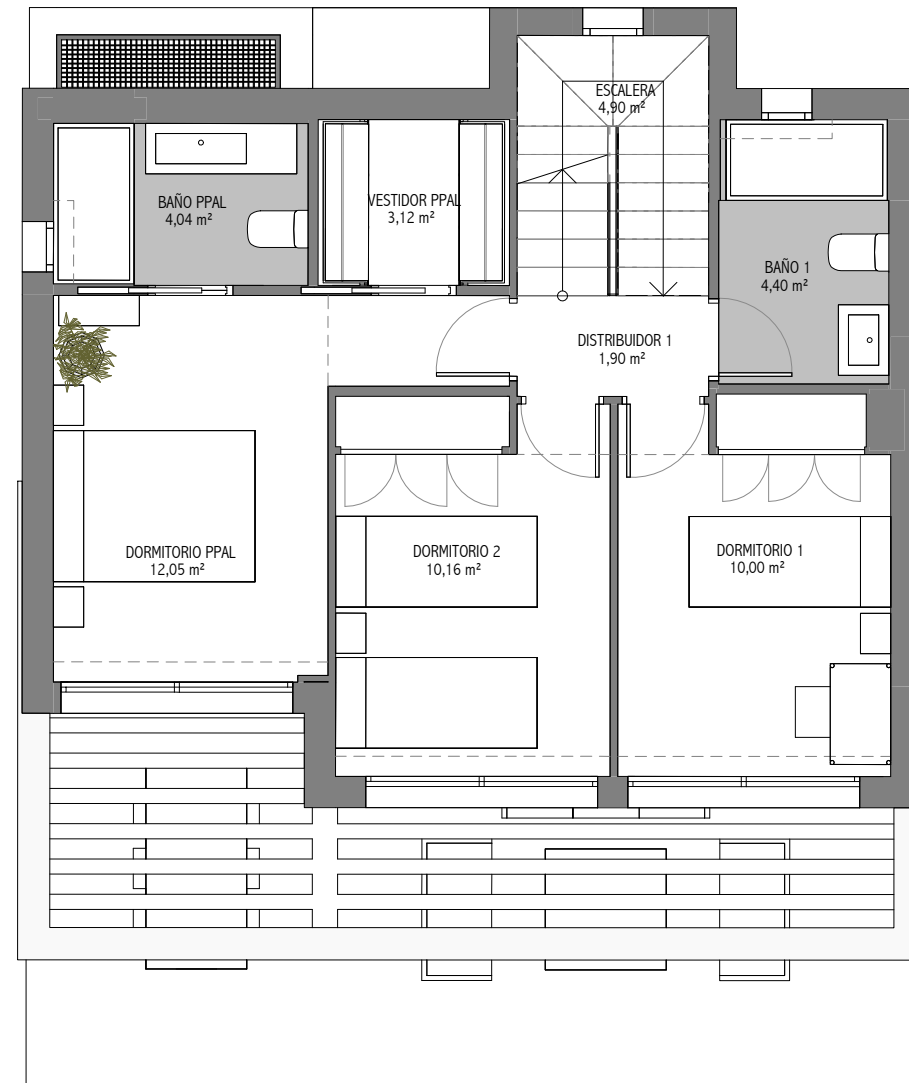 ESCALERA
4,90 m²
BAÑO PPAL
4,04 m²
VESTIDOR PPAL
3,12 m²
BAÑO 1
4,40 m²
DISTRIBUIDOR 1
1,90 m²
DORMITORIO PPAL
12,05 m²
DORMITORIO 2
10,16 m²
DORMITORIO 1
10,00 m²